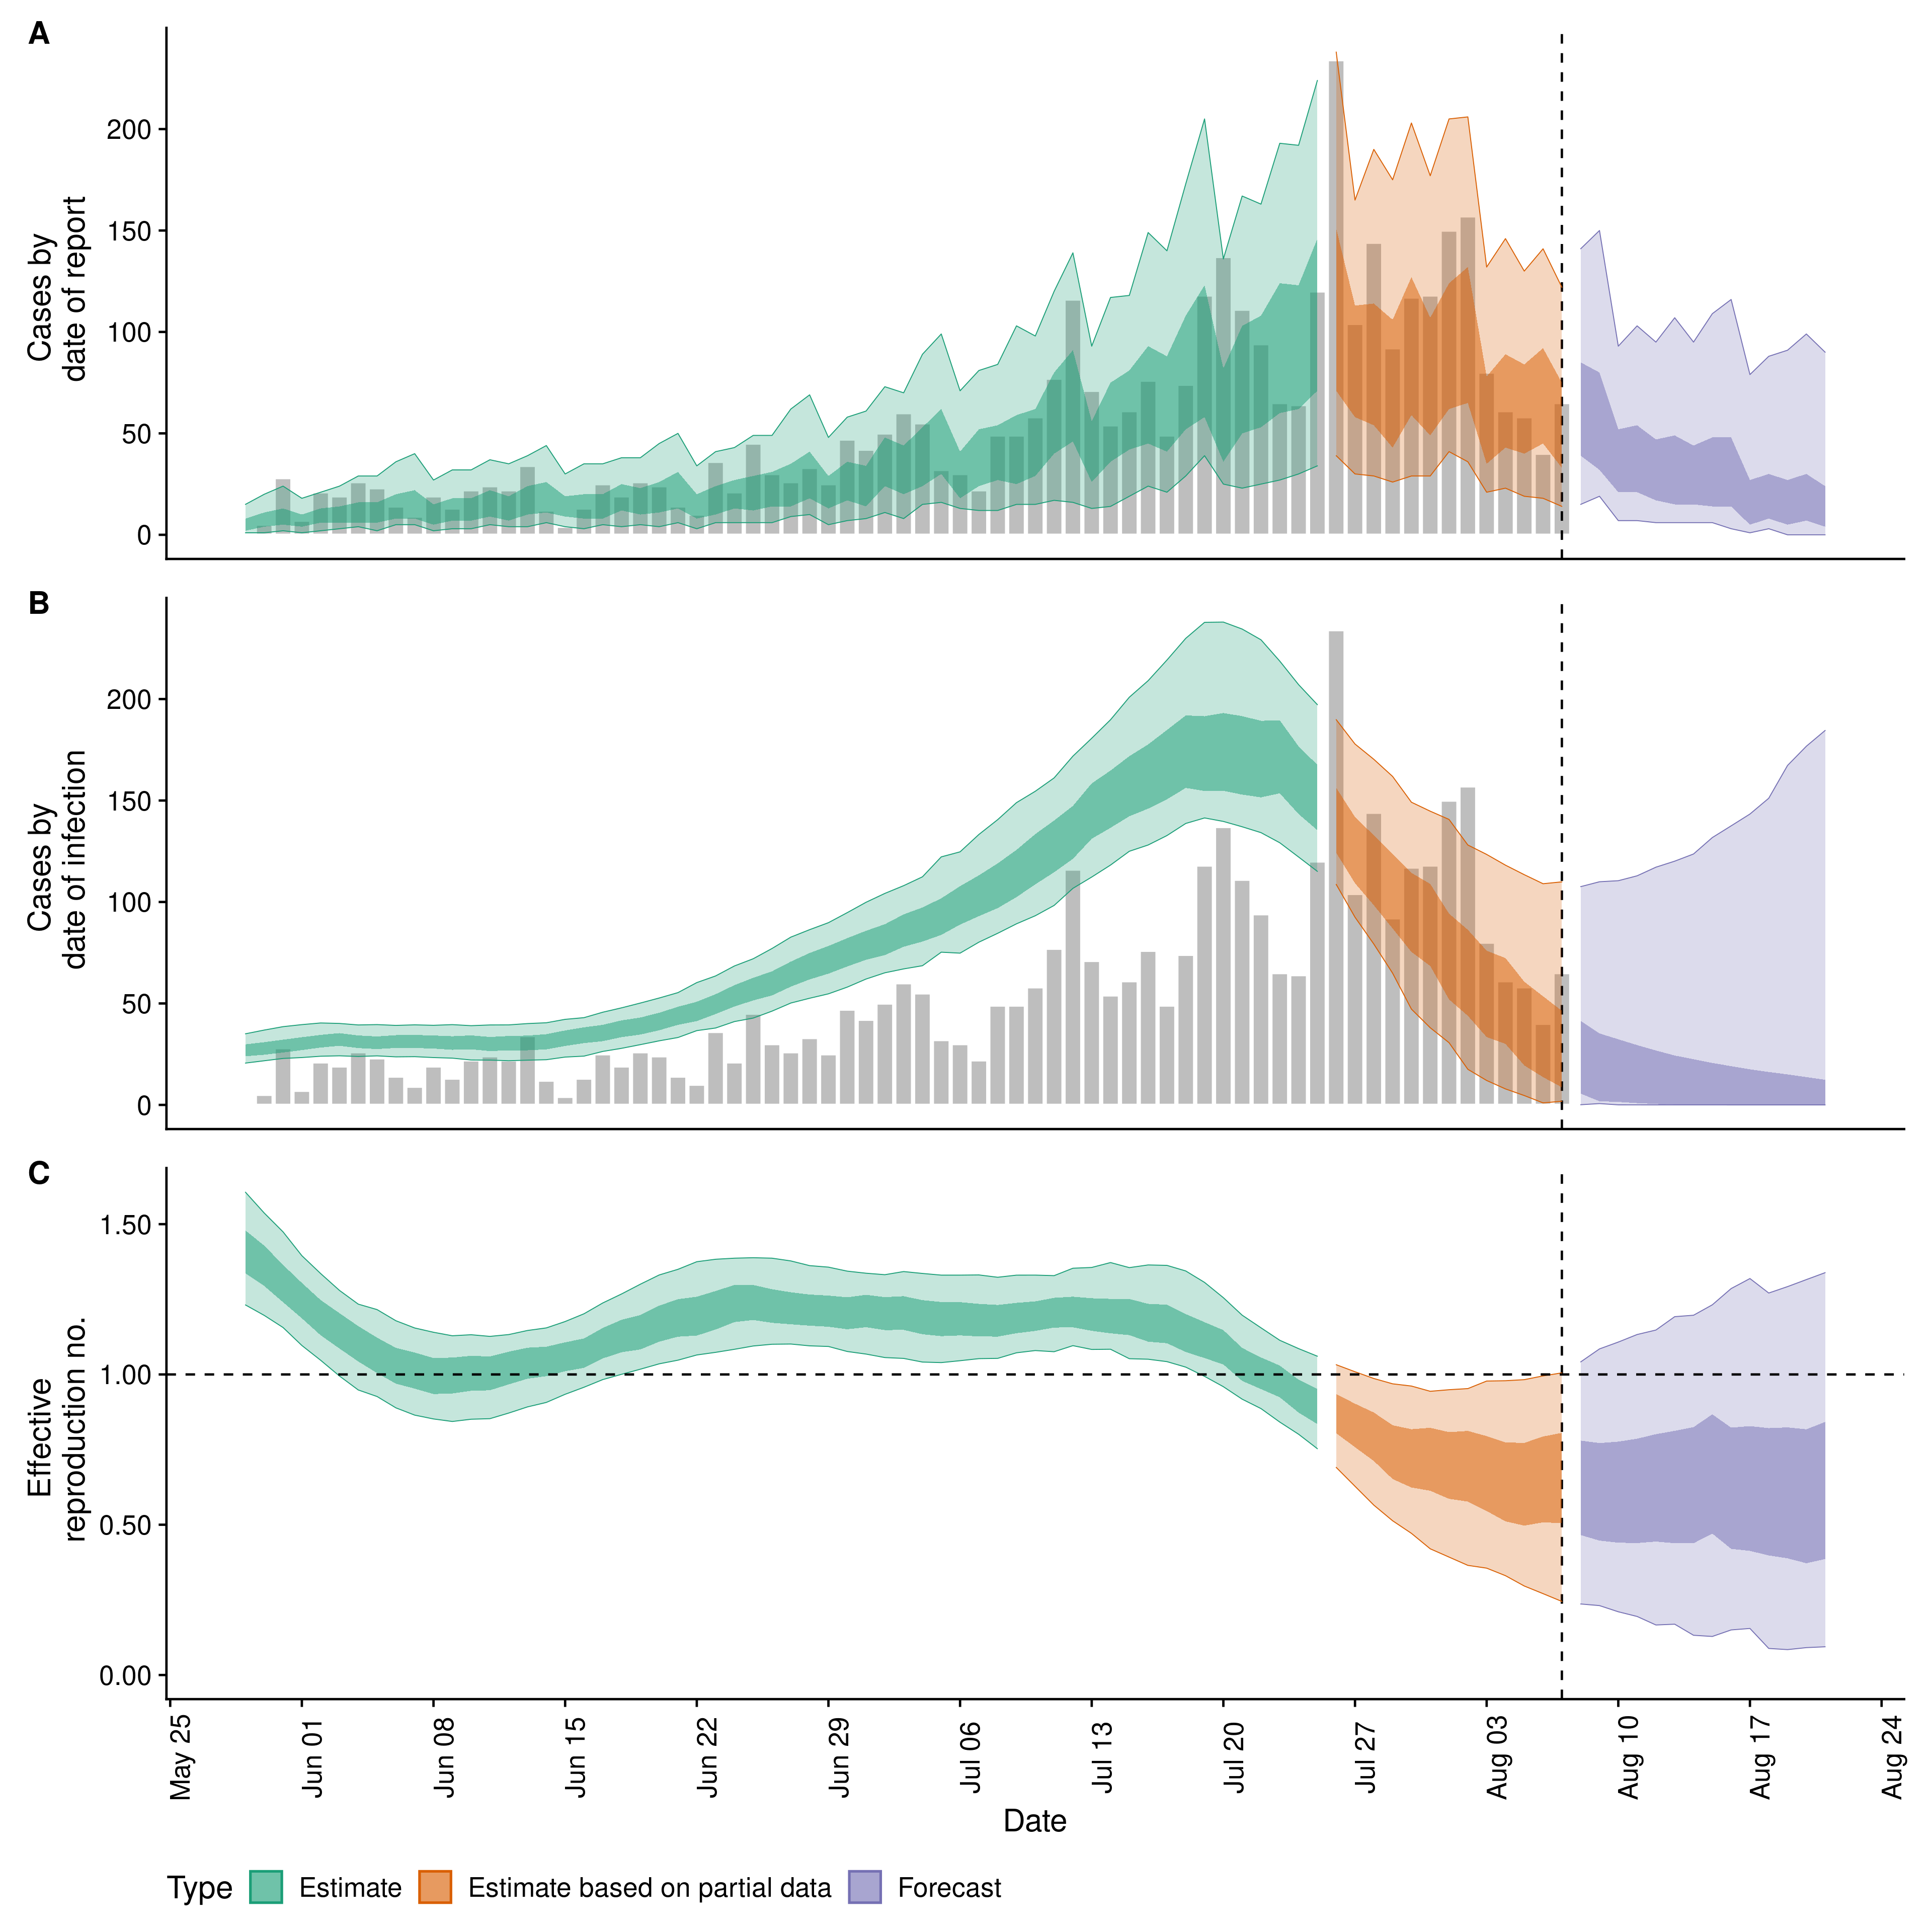 A
Cases by
date of report
200
150
100
50
0
B
Cases by
date of infection
200
150
100
50
0
C
Effective
reproduction no.
1.50
1.00
0.50
0.00
May 25
Jun 01
Jun 08
Jun 15
Jun 22
Jun 29
Jul 06
Jul 13
Jul 20
Jul 27
Aug 03
Aug 10
Aug 17
Aug 24
Date
Type Estimate Estimate based on partial data Forecast